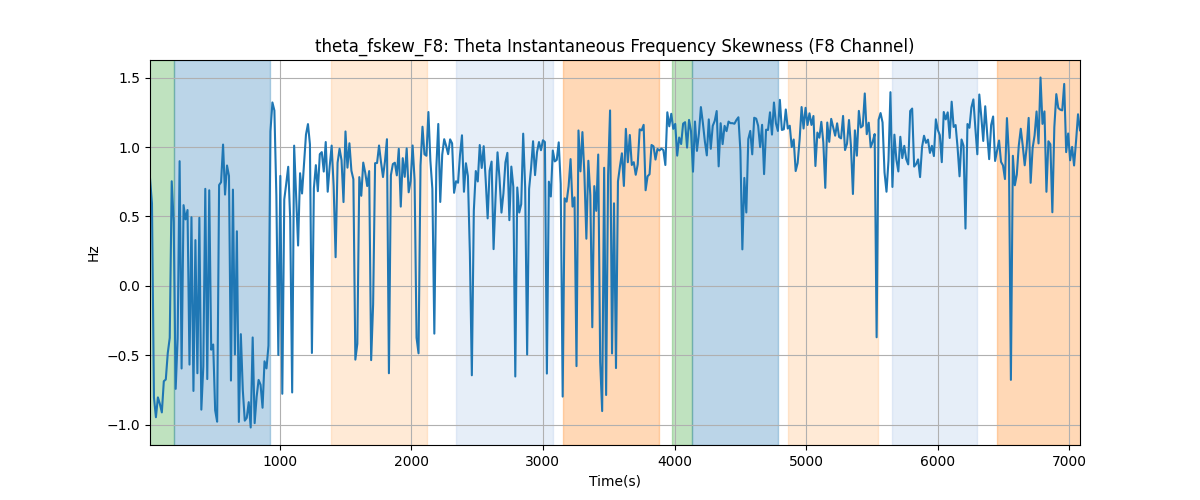 theta_fskew_F8: Theta Instantaneous Frequency Skewness (F8 Channel)
1.5
1.0
0.5
0.0
−0.5
−1.0
Hz
1000 2000 3000 4000 5000 6000 7000
Time(s)